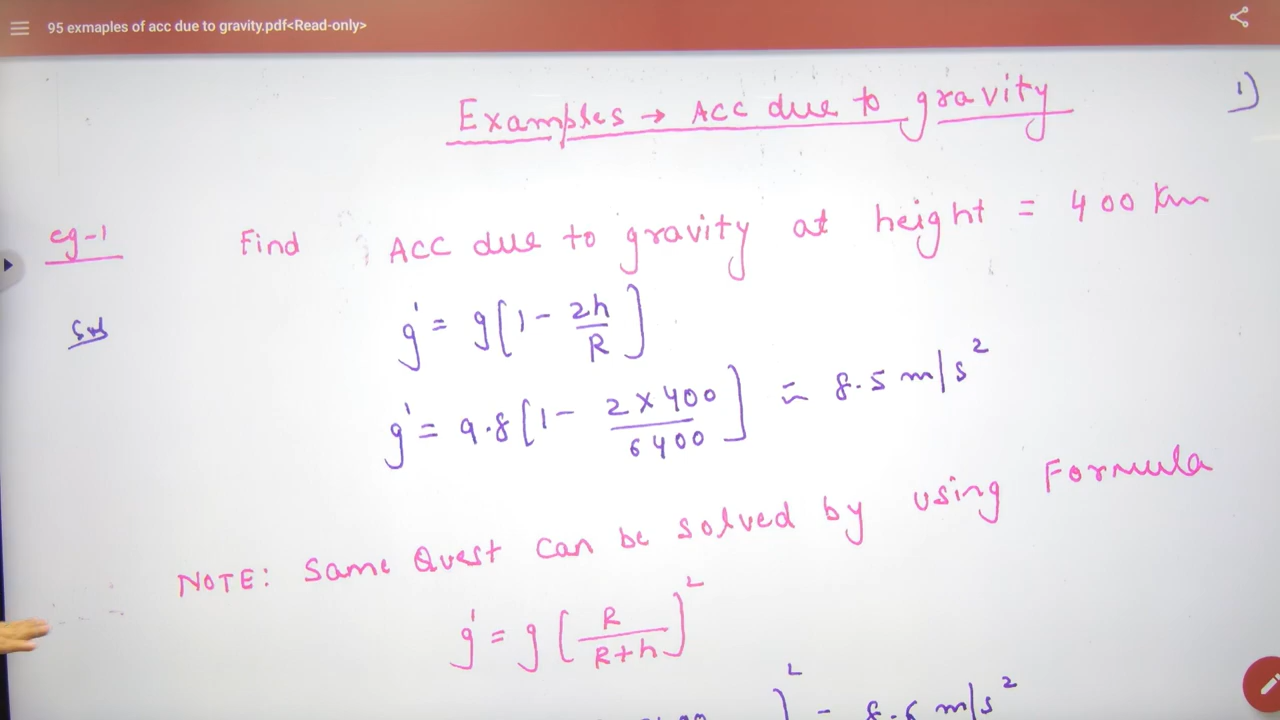 95 exmaples of acc due to gravity.pdf<Read-only>
Examples → Acc due to gravity
1)
eg-1 Find Acc due to gravity at height = 400 Km
Sol
g' = g[1 - 2h/R]
g' = 9.8[1 - 2×400/6400] ≈ 8.5 m/s²
NOTE: Same Quest can be solved by using Formula
g' = g(R/R+h)²
)² = 8.6 m/s²